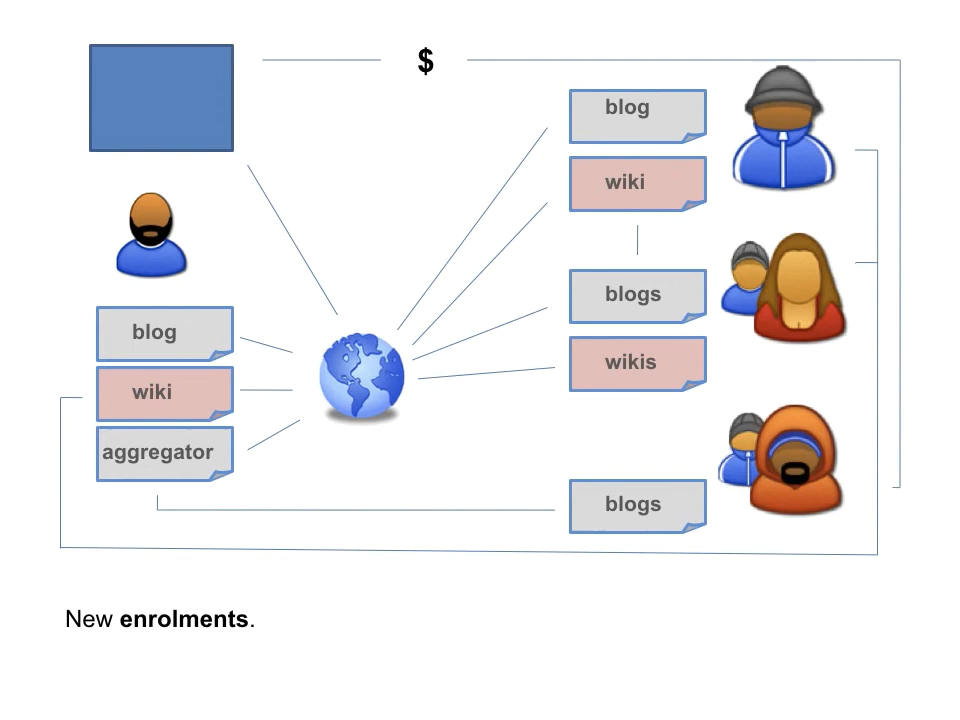 $
blog
wiki
blogs
wikis
blog
wiki
aggregator
blogs
New enrolments.